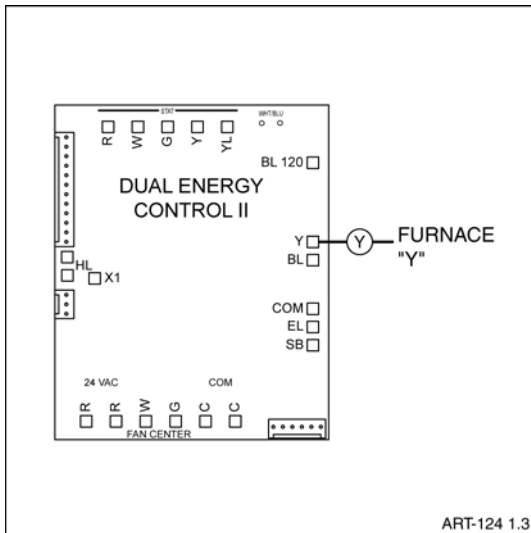 STAT
WHT/BLU
R
W
G
Y
YL
BL 120
DUAL ENERGY
CONTROL II
Y
Y
FURNACE
"Y"
BL
HL
X1
COM
EL
SB
24 VAC
COM
R
R
W
G
C
C
FAN CENTER
ART-124 1.3